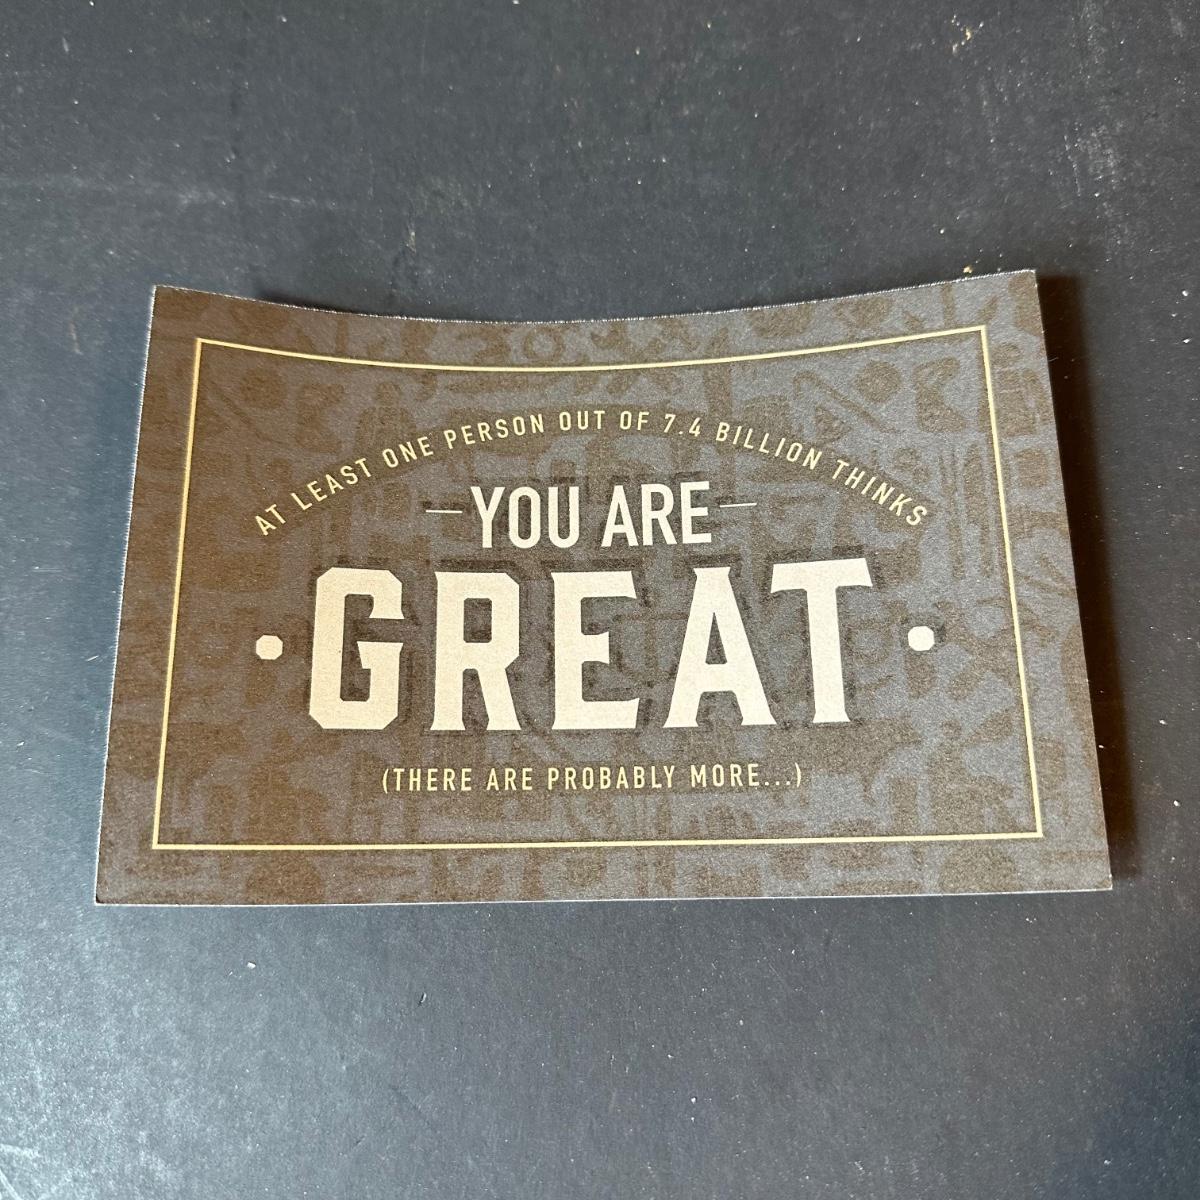 AT LEAST ONE PERSON OUT OF 7.4 BILLION THINKS
YOU ARE
GREAT
(THERE ARE PROBABLY MORE...)